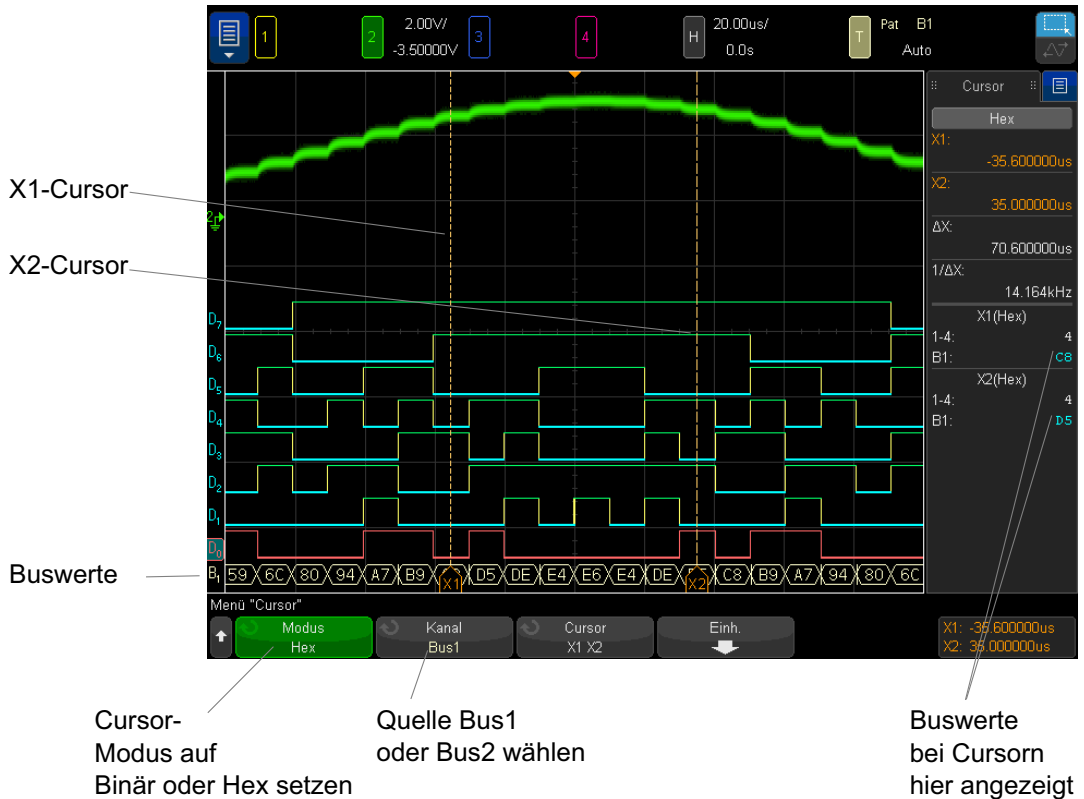 1
2
2.00V/
-3.50000V
3
4
H
20.00us/
0.0s
T
Pat B1
Auto
Cursor
Hex
X1:
-35.600000us
X2:
35.000000us
ΔX:
70.600000us
1/ΔX:
14.164kHz
X1(Hex)
1-4: 4
B1: C8
X2(Hex)
1-4: 4
B1: D5
X1-Cursor
2
X2-Cursor
D7
D6
D5
D4
D3
D2
D1
D0
Buswerte
B1 59 6C 80 94 A7 B9 X1 D5 DE E4 E6 E4 DE X2 C8 B9 A7 94 80 6C
Menü "Cursor"
Modus
Hex
Kanal
Bus1
Cursor
X1 X2
Einh.
X1: -35.600000us
X2: 35.000000us
Cursor-
Modus auf
Binär oder Hex setzen
Quelle Bus1
oder Bus2 wählen
Buswerte
bei Cursorn
hier angezeigt